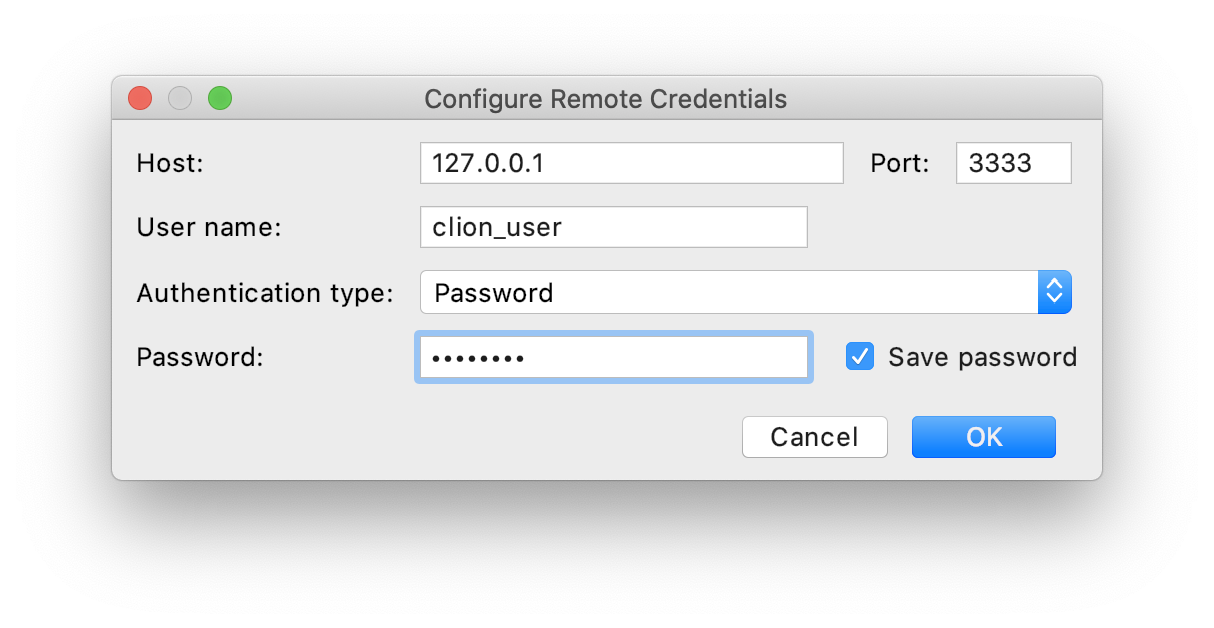 Configure Remote Credentials
Host: 127.0.0.1 Port: 3333
User name: clion_user
Authentication type: Password
Password: •••••••• Save password
Cancel OK